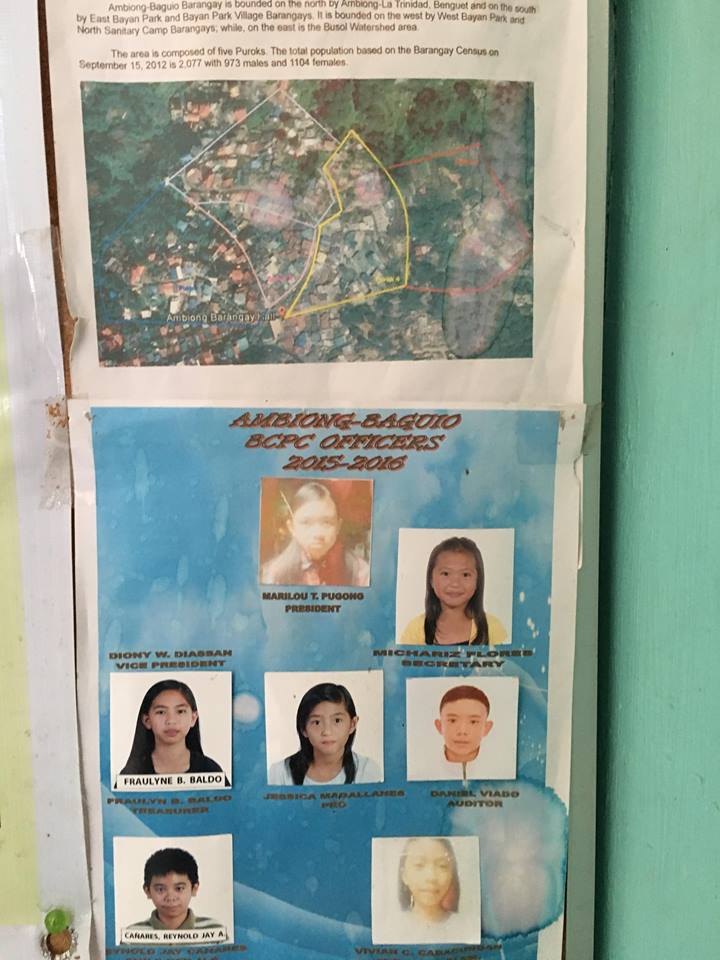 Ambiong-Baguio Barangay is bounded on the north by Ambiong-La Trinidad, Benguet and on the south
by East Bayan Park and Bayan Park Village Barangays. It is bounded on the west by West Bayan Park and
North Sanitary Camp Barangays; while, on the east is the Busol Watershed area.
The area is composed of five Puroks. The total population based on the Barangay Census on
September 15, 2012 is 2,077 with 973 males and 1104 females.
Ambiong Barangay Hall
AMBIONG-BAGUIO
BCPC OFFICERS
2015-2016
MARILOU T. PUGONG
PRESIDENT
DIONY W. DIASSAN
VICE PRESIDENT
MICHARIZ FLORES
SECRETARY
FRAULYNE B. BALDO
FRAULYN B. BALDO
TREASURER
JESSICA MAGALLANES
PRO
DANIEL VIADO
AUDITOR
CAÑARES, REYNOLD JAY A.
REYNOLD JAY CAÑARES
VIVIAN C.